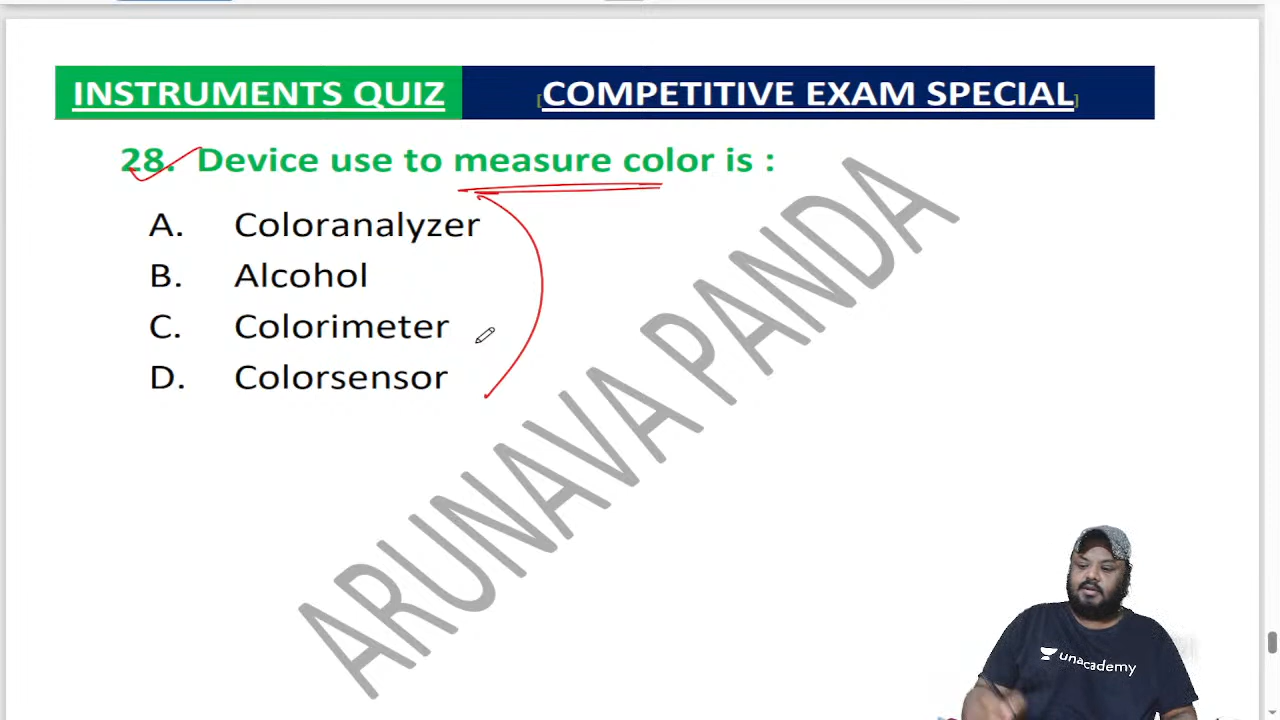 INSTRUMENTS QUIZ
[COMPETITIVE EXAM SPECIAL]
28. Device use to measure color is :
A. Coloranalyzer
B. Alcohol
C. Colorimeter
D. Colorsensor
ARUNAVA PANDA
unacademy